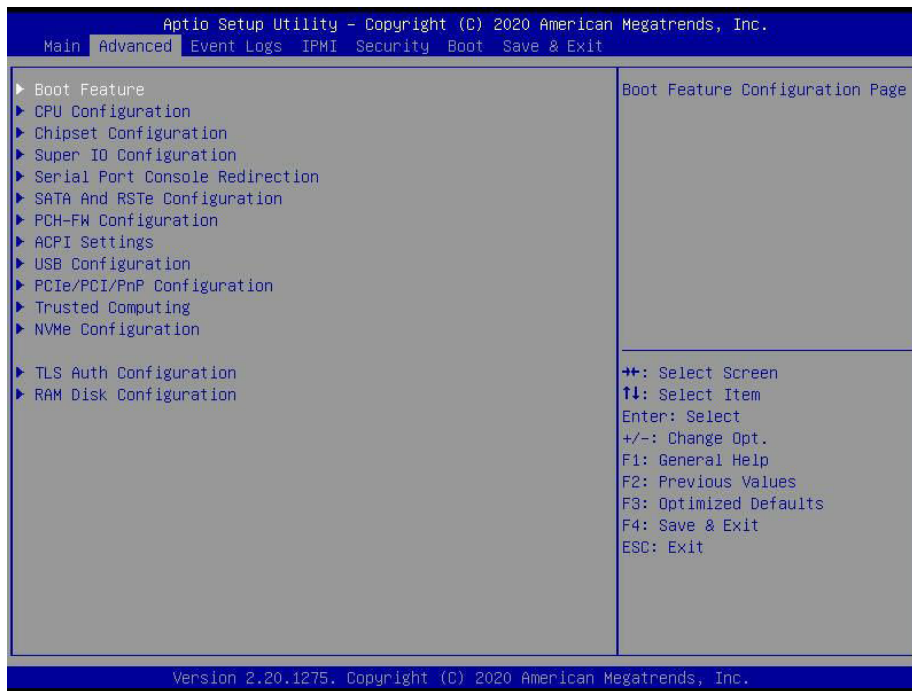 Aptio Setup Utility – Copyright (C) 2020 American Megatrends, Inc.
Main Advanced Event Logs IPMI Security Boot Save & Exit
▶ Boot Feature
▶ CPU Configuration
▶ Chipset Configuration
▶ Super IO Configuration
▶ Serial Port Console Redirection
▶ SATA And RSTe Configuration
▶ PCH-FW Configuration
▶ ACPI Settings
▶ USB Configuration
▶ PCIe/PCI/PnP Configuration
▶ Trusted Computing
▶ NVMe Configuration
▶ TLS Auth Configuration
▶ RAM Disk Configuration
Boot Feature Configuration Page
→←: Select Screen
↑↓: Select Item
Enter: Select
+/-: Change Opt.
F1: General Help
F2: Previous Values
F3: Optimized Defaults
F4: Save & Exit
ESC: Exit
Version 2.20.1275. Copyright (C) 2020 American Megatrends, Inc.